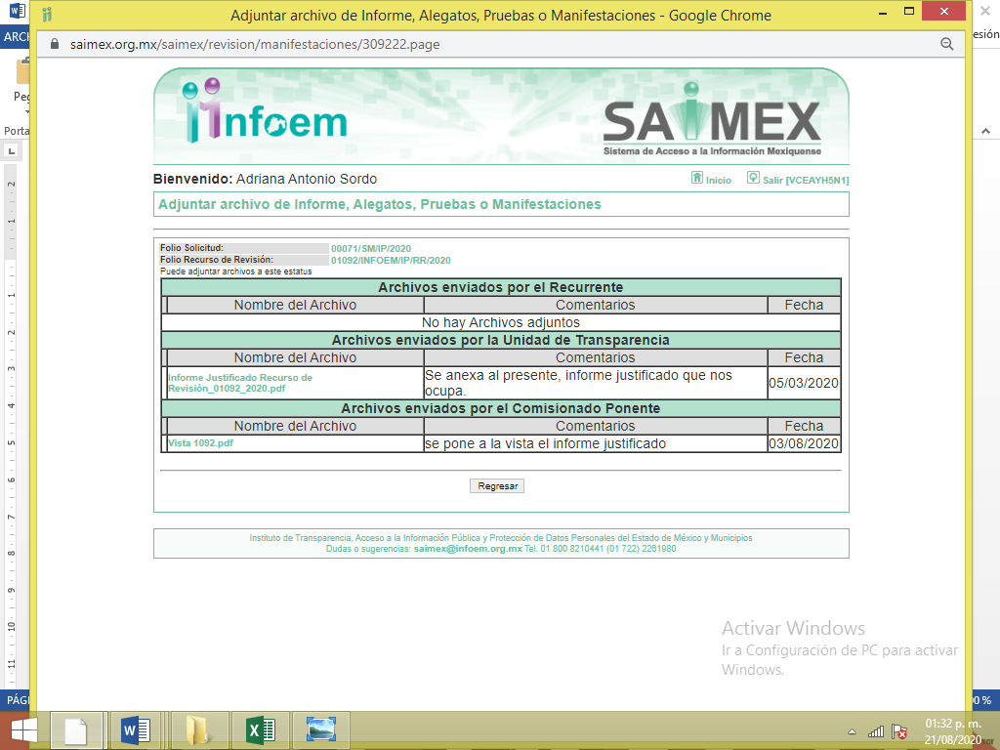 Adjuntar archivo de Informe, Alegatos, Pruebas o Manifestaciones - Google Chrome
ARCH
esión
saimex.org.mx/saimex/revision/manifestaciones/309222.page
Peg
Porta
infoem
SAIMEX
Sistema de Acceso a la Información Mexiquense
Bienvenido: Adriana Antonio Sordo
Inicio
Salir [VCEAYH5N1]
Adjuntar archivo de Informe, Alegatos, Pruebas o Manifestaciones
Folio Solicitud: 00071/SM/IP/2020
Folio Recurso de Revisión: 01092/INFOEM/IP/RR/2020
Puede adjuntar archivos a este estatus
Archivos enviados por el Recurrente
Nombre del Archivo Comentarios Fecha
No hay Archivos adjuntos
Archivos enviados por la Unidad de Transparencia
Nombre del Archivo Comentarios Fecha
Informe Justificado Recurso de
Revisión_01092_2020.pdf
Se anexa al presente, informe justificado que nos
ocupa.
05/03/2020
Archivos enviados por el Comisionado Ponente
Nombre del Archivo Comentarios Fecha
Vista 1092.pdf se pone a la vista el informe justificado 03/08/2020
Regresar
Instituto de Transparencia, Acceso a la Información Pública y Protección de Datos Personales del Estado de México y Municipios
Dudas o sugerencias: saimex@infoem.org.mx Tel. 01 800 8210441 (01 722) 2261980
Activar Windows
Ir a Configuración de PC para activar
Windows.
PÁGI
00 %
01:32 p. m.
21/08/2020